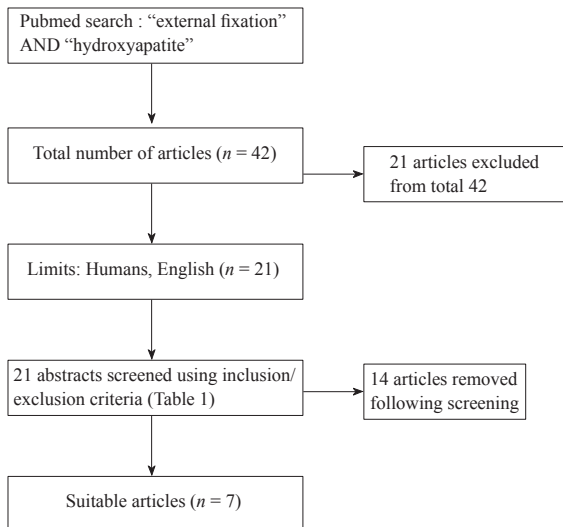 Pubmed search : “external fixation”
AND “hydroxyapatite”
Total number of articles (n = 42)
21 articles excluded
from total 42
Limits: Humans, English (n = 21)
21 abstracts screened using inclusion/
exclusion criteria (Table 1)
14 articles removed
following screening
Suitable articles (n = 7)